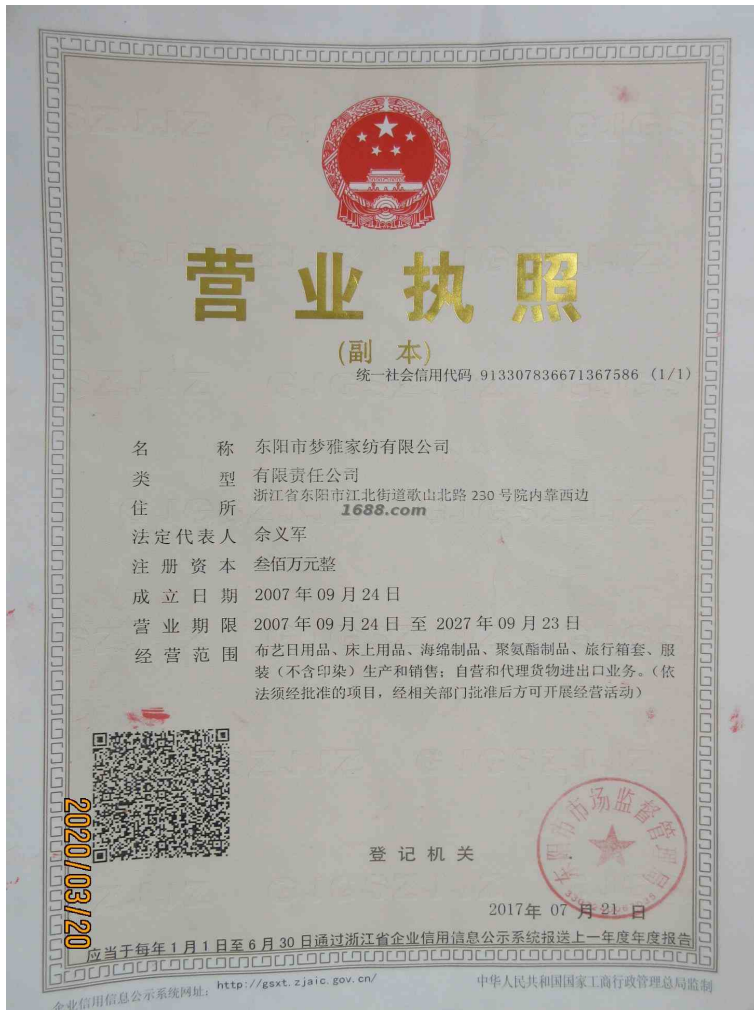 营业执照
(副本)
统一社会信用代码 913307836671367586 (1/1)
名称 东阳市梦雅家纺有限公司
类型 有限责任公司
住所 浙江省东阳市江北街道歌山北路230号院内靠西边
1688.com
法定代表人 佘义军
注册资本 叁佰万元整
成立日期 2007年09月24日
营业期限 2007年09月24日至2027年09月23日
经营范围 布艺日用品、床上用品、海绵制品、聚氨酯制品、旅行箱套、服
装（不含印染）生产和销售；自营和代理货物进出口业务。（依
法须经批准的项目，经相关部门批准后方可开展经营活动）
东阳市市场监督管理局
登记机关
2017年07月21日
2020/03/20
应当于每年1月1日至6月30日通过浙江省企业信用信息公示系统报送上一年度年度报告
企业信用信息公示系统网址: http://gsxt.zjaic.gov.cn/
中华人民共和国国家工商行政管理总局监制